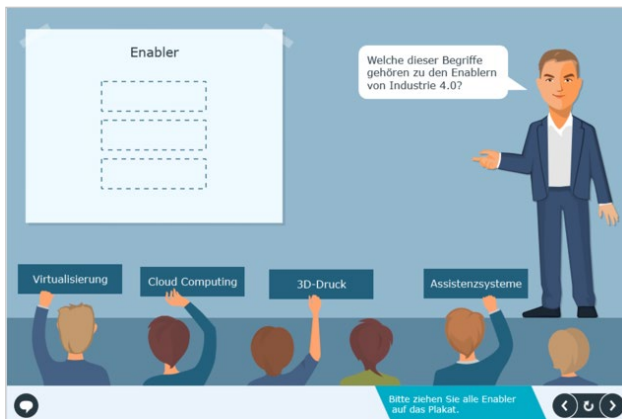 Enabler
Welche dieser Begriffe
gehören zu den Enablern
von Industrie 4.0?
Virtualisierung
Cloud Computing
3D-Druck
Assistenzsysteme
Bitte ziehen Sie alle Enabler
auf das Plakat.